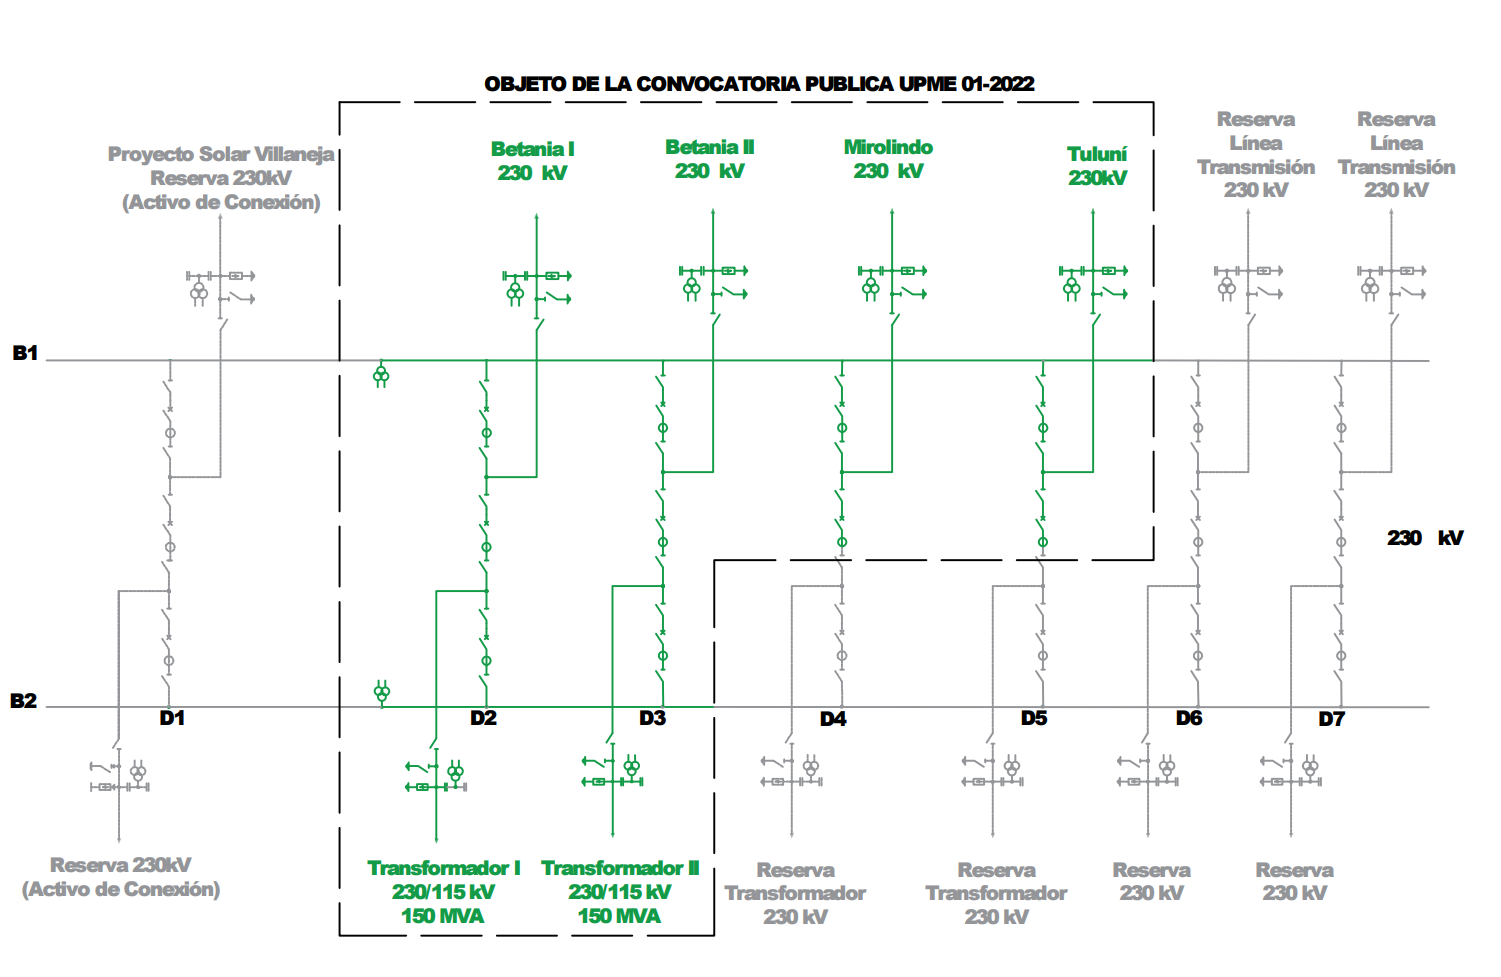 OBJETO DE LA CONVOCATORIA PUBLICA UPME 01-2022
Proyecto Solar Villaneja
Reserva 230kV
(Activo de Conexión)
Betania I
230 kV
Betania II
230 kV
Mirolindo
230 kV
Tuluní
230kV
Reserva
Línea
Transmisión
230 kV
Reserva
Línea
Transmisión
230 kV
B1
230 kV
B2
D1
D2
D3
D4
D5
D6
D7
Reserva 230kV
(Activo de Conexión)
Transformador I
230/115 kV
150 MVA
Transformador II
230/115 kV
150 MVA
Reserva
Transformador
230 kV
Reserva
Transformador
230 kV
Reserva
230 kV
Reserva
230 kV